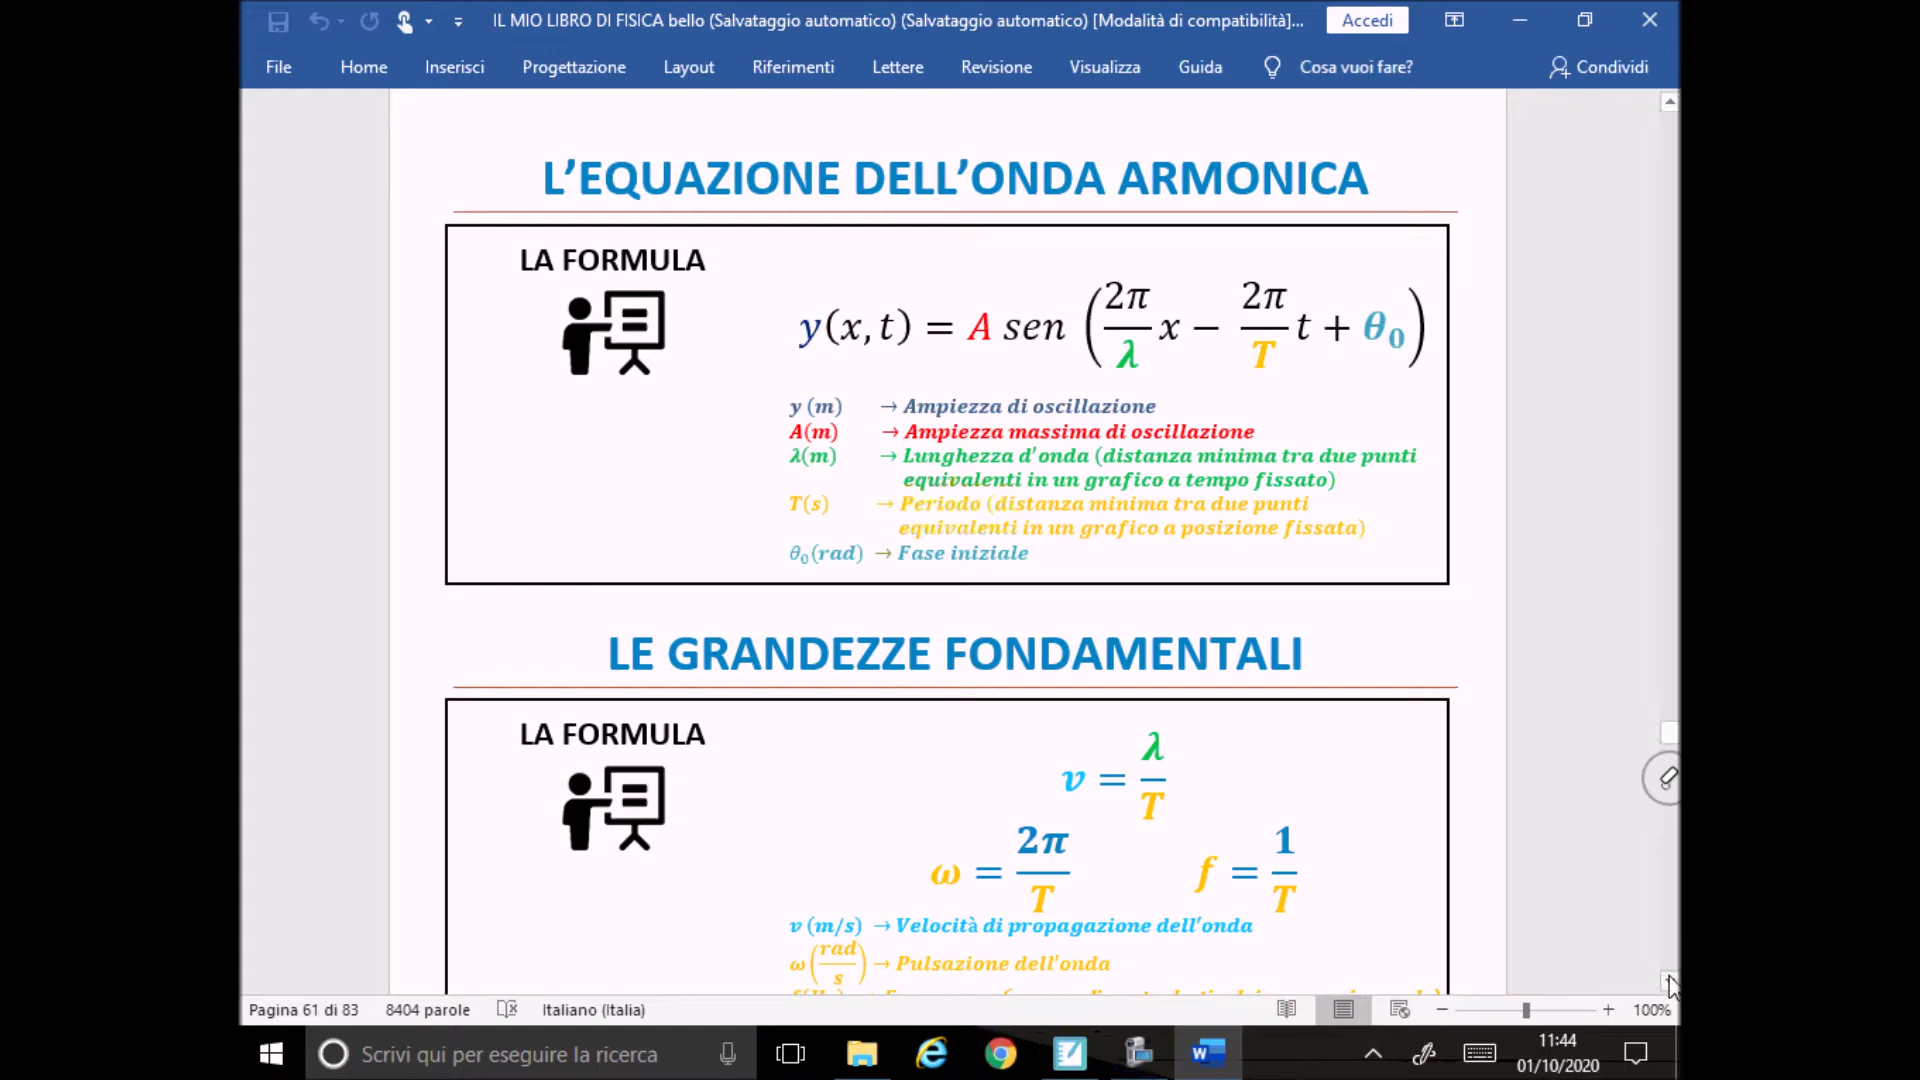 IL MIO LIBRO DI FISICA bello (Salvataggio automatico) (Salvataggio automatico) [Modalità di compatibilità]...
Accedi
File Home Inserisci Progettazione Layout Riferimenti Lettere Revisione Visualizza Guida Cosa vuoi fare? Condividi
L’EQUAZIONE DELL’ONDA ARMONICA
LA FORMULA
y(x, t) = A sen (2π/λ x − 2π/T t + θ₀)
y (m) → Ampiezza di oscillazione
A(m) → Ampiezza massima di oscillazione
λ(m) → Lunghezza d'onda (distanza minima tra due punti
equivalenti in un grafico a tempo fissato)
T(s) → Periodo (distanza minima tra due punti
equivalenti in un grafico a posizione fissata)
θ₀(rad) → Fase iniziale
LE GRANDEZZE FONDAMENTALI
LA FORMULA
v = λ/T
ω = 2π/T f = 1/T
v (m/s) → Velocità di propagazione dell'onda
ω(rad/s) → Pulsazione dell'onda
Pagina 61 di 83 8404 parole Italiano (Italia) 100%
Scrivi qui per eseguire la ricerca
11:44
01/10/2020